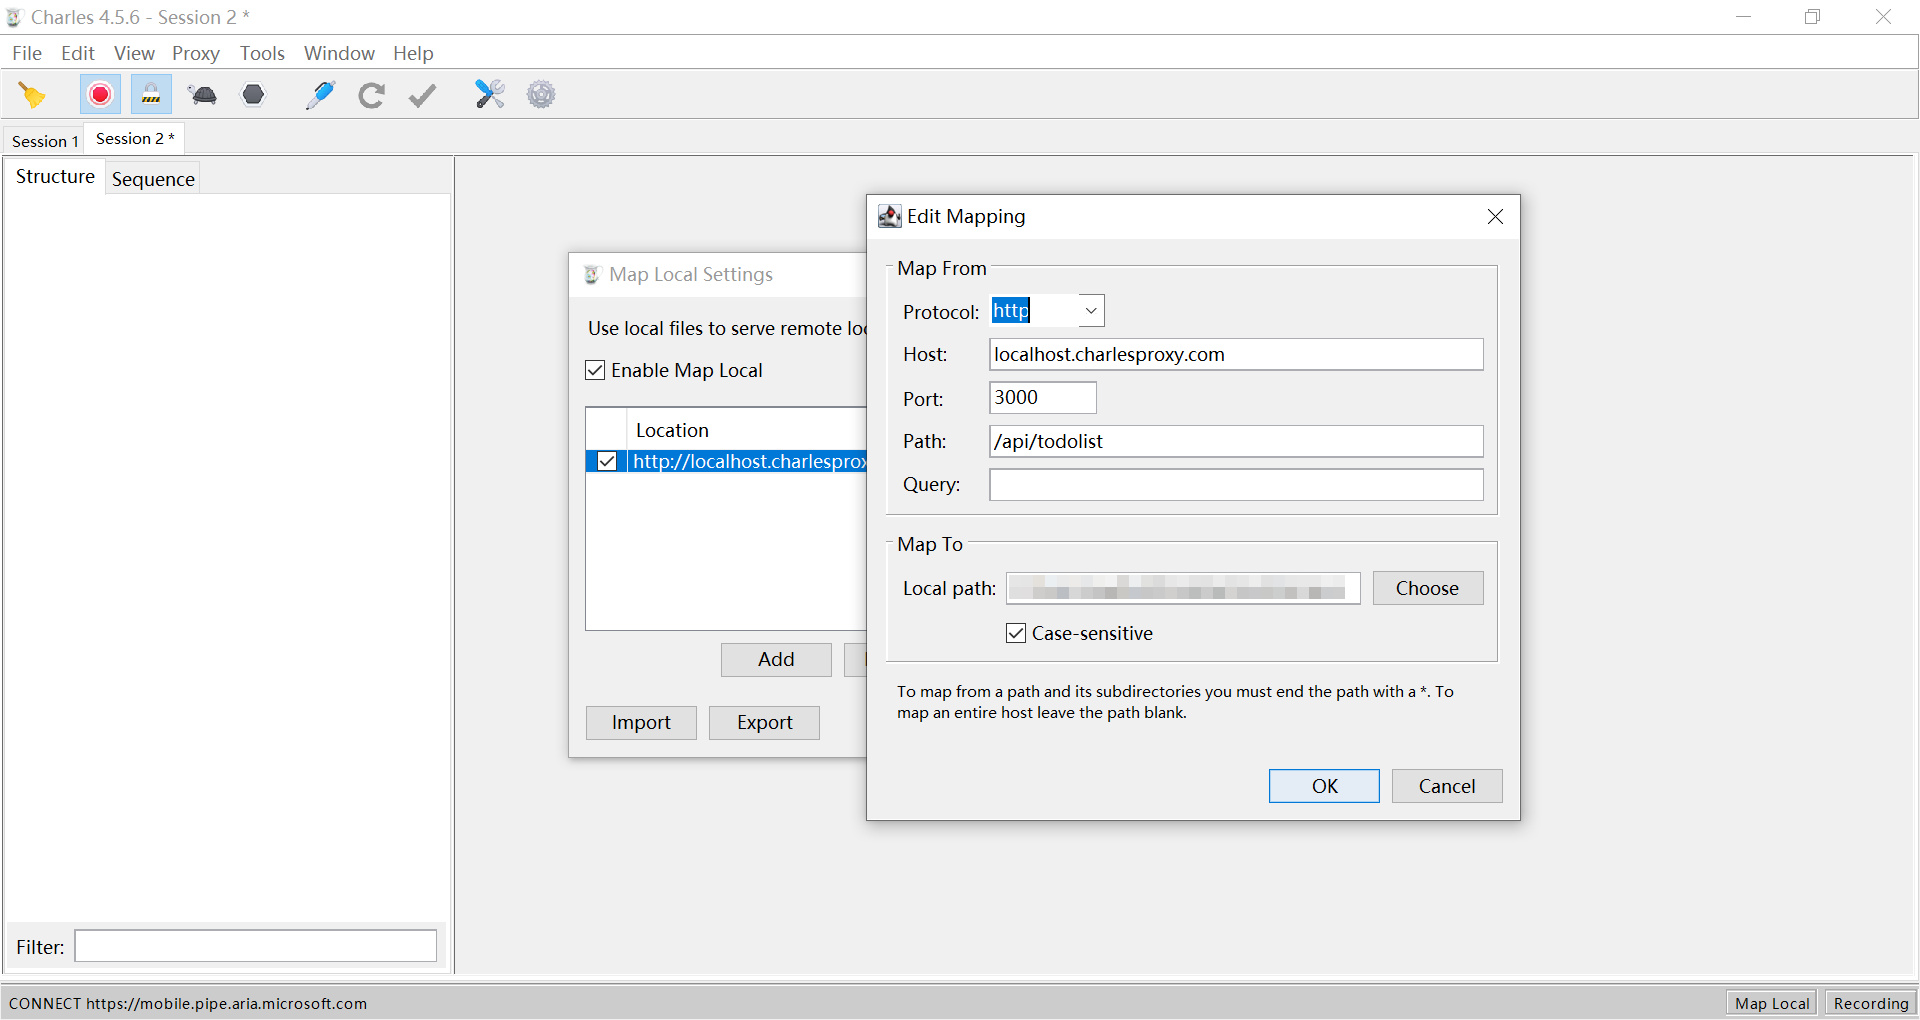 Charles 4.5.6 - Session 2 *
File Edit View Proxy Tools Window Help
Session 1 Session 2 *
Structure Sequence
Map Local Settings
Use local files to serve remote
Enable Map Local
Location
http://localhost.charlesprox
Add
Import Export
Edit Mapping
Map From
Protocol: http
Host: localhost.charlesproxy.com
Port: 3000
Path: /api/todolist
Query:
Map To
Local path: Choose
Case-sensitive
To map from a path and its subdirectories you must end the path with a *. To
map an entire host leave the path blank.
OK Cancel
Filter:
CONNECT https://mobile.pipe.aria.microsoft.com
Map Local Recording